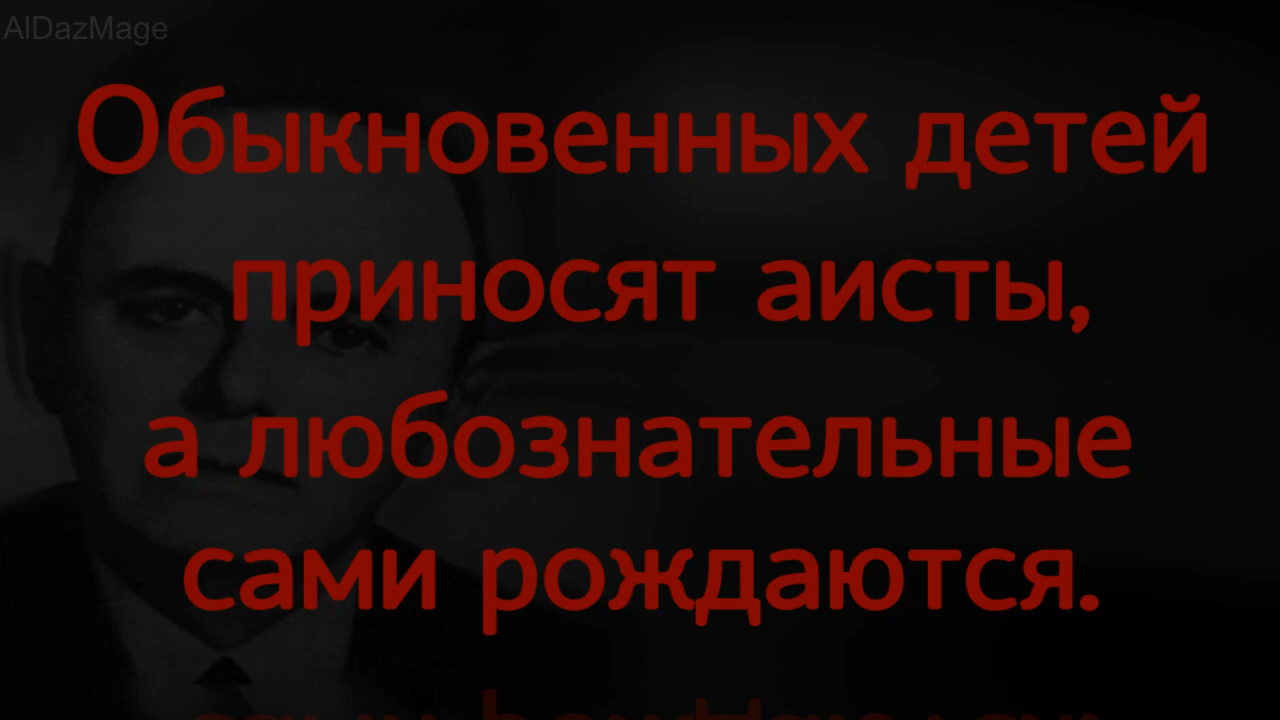 AlDazMage
Обыкновенных детей
приносят аисты,
а любознательные
сами рождаются.